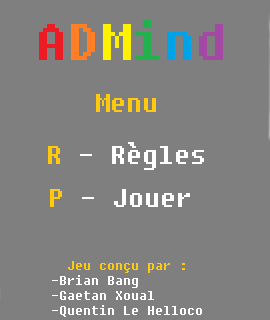 ADMind
Menu
R - Règles
P - Jouer
Jeu conçu par :
-Brian Bang
-Gaetan Xoual
-Quentin Le Helloco